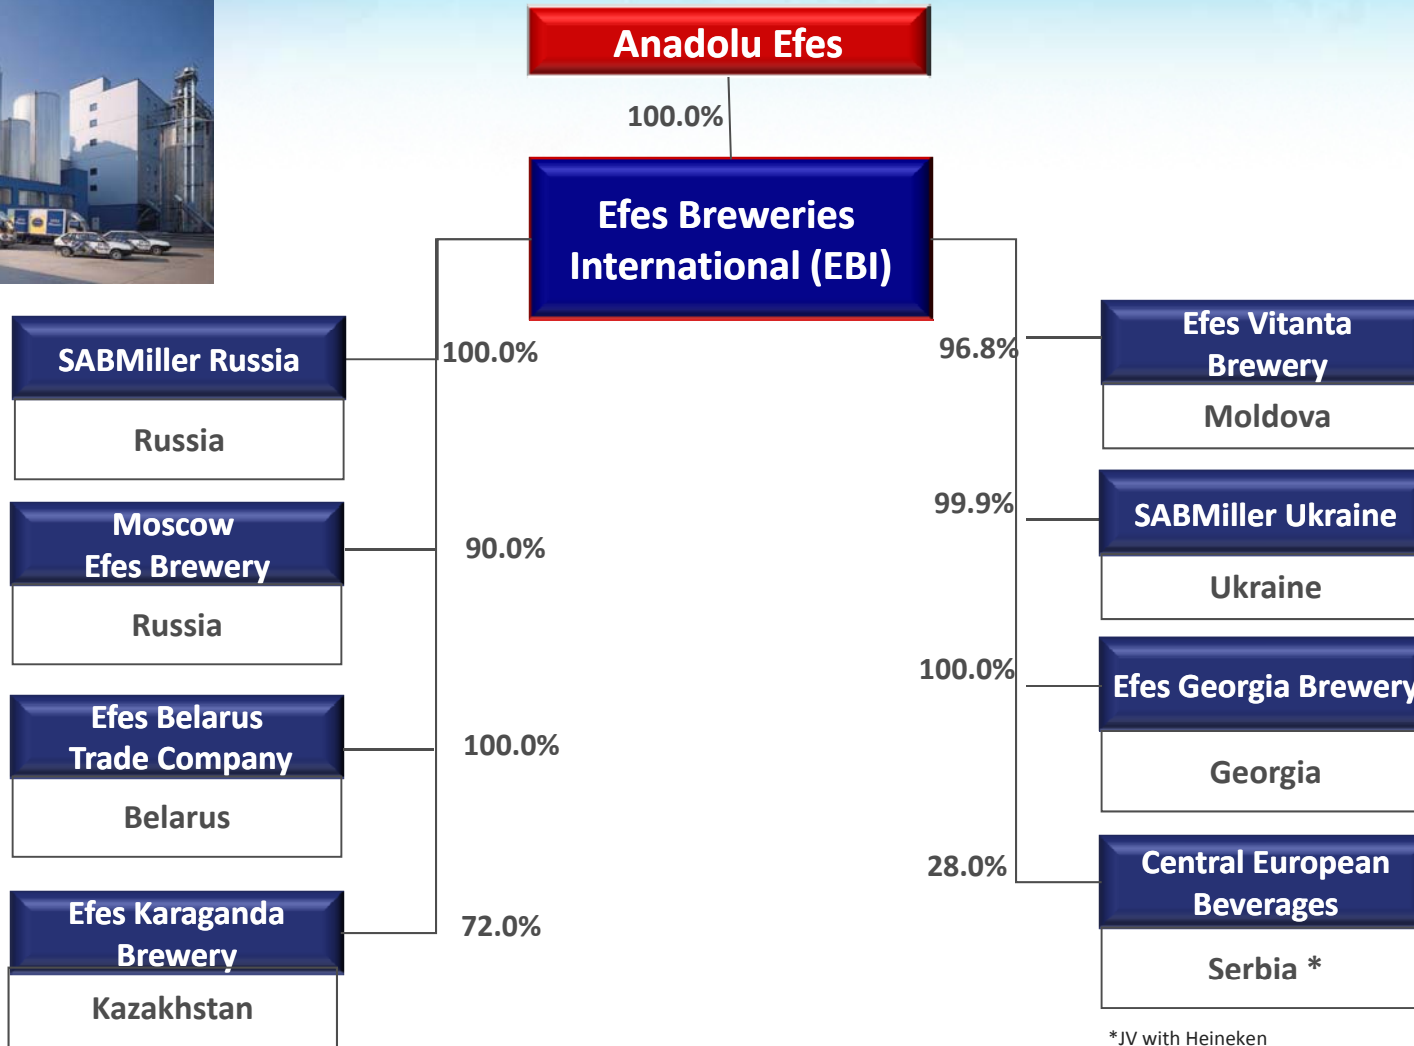 Anadolu Efes
100.0%
Efes Breweries
International (EBI)
SABMiller Russia
100.0%
Russia
Moscow
Efes Brewery
90.0%
Russia
Efes Belarus
Trade Company
100.0%
Belarus
Efes Karaganda
Brewery
72.0%
Kazakhstan
96.8%
Efes Vitanta
Brewery
Moldova
99.9%
SABMiller Ukraine
Ukraine
100.0%
Efes Georgia Brewery
Georgia
28.0%
Central European
Beverages
Serbia *
*JV with Heineken